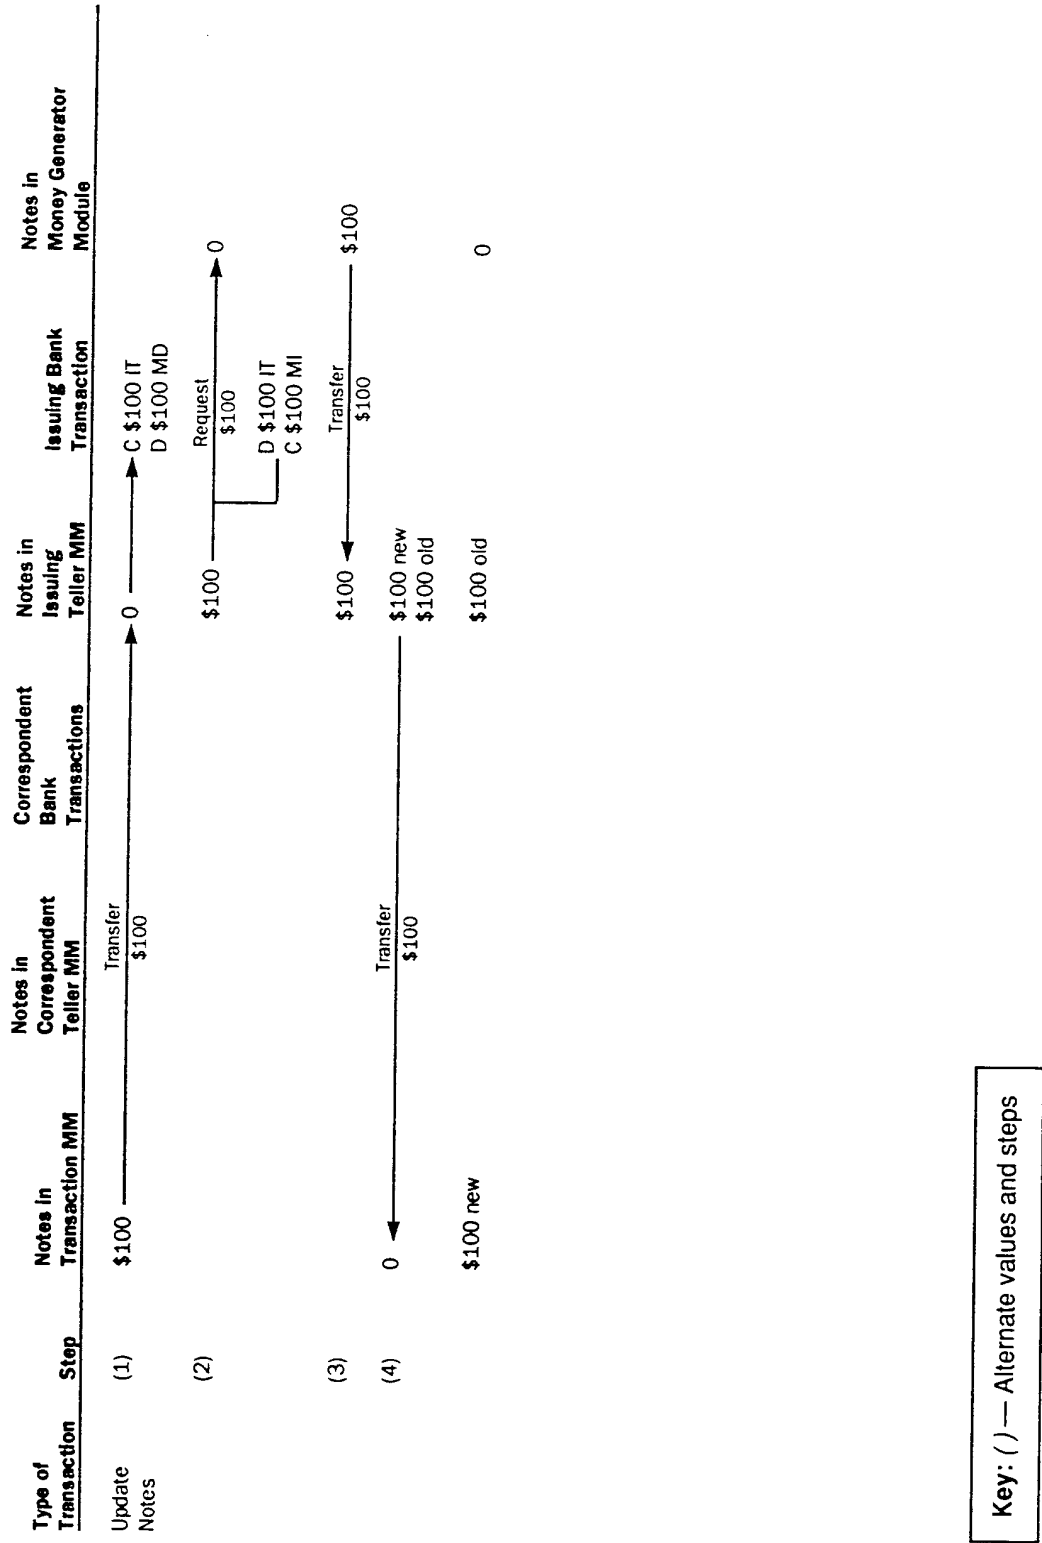 Type of
Transaction
Step
Notes in
Transaction MM
Notes in
Correspondent
Teller MM
Correspondent
Bank
Transactions
Notes in
Issuing
Teller MM
Issuing Bank
Transaction
Notes in
Money Generator
Module
Update
Notes
(1)
$100
Transfer
$100
0
C $100 IT
D $100 MD
(2)
$100
Request
$100
0
D $100 IT
C $100 MI
(3)
$100
Transfer
$100
$100
(4)
0
Transfer
$100
$100 new
$100 old
$100 new
$100 old
0
Key: ( ) — Alternate values and steps